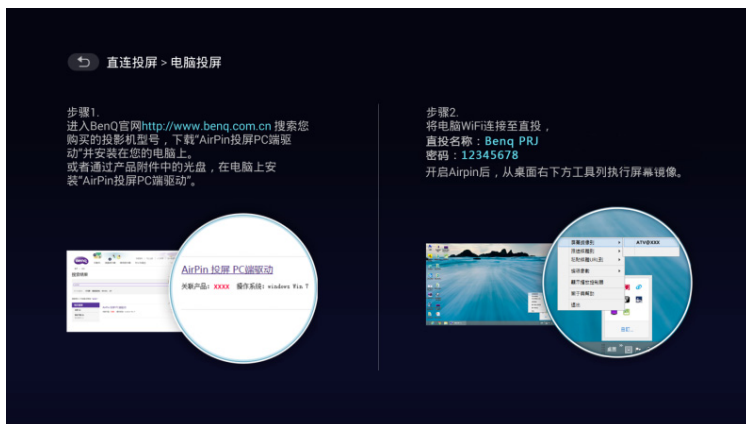 直连投屏 > 电脑投屏
步骤1.
进入BenQ官网http://www.benq.com.cn 搜索您
购买的投影机型号，下载“AirPin投屏PC端驱
动”并安装在您的电脑上。
或者通过产品附件中的光盘，在电脑上安
装“AirPin投屏PC端驱动”。
AirPin 投屏 PC端驱动
关联产品: XXXX 操作系统: windows Win 7
步骤2.
将电脑WiFi连接至直投，
直投名称：Benq PRJ
密码：12345678
开启Airpin后，从桌面右下方工具列执行屏幕镜像。
ATV@XXX
桌面